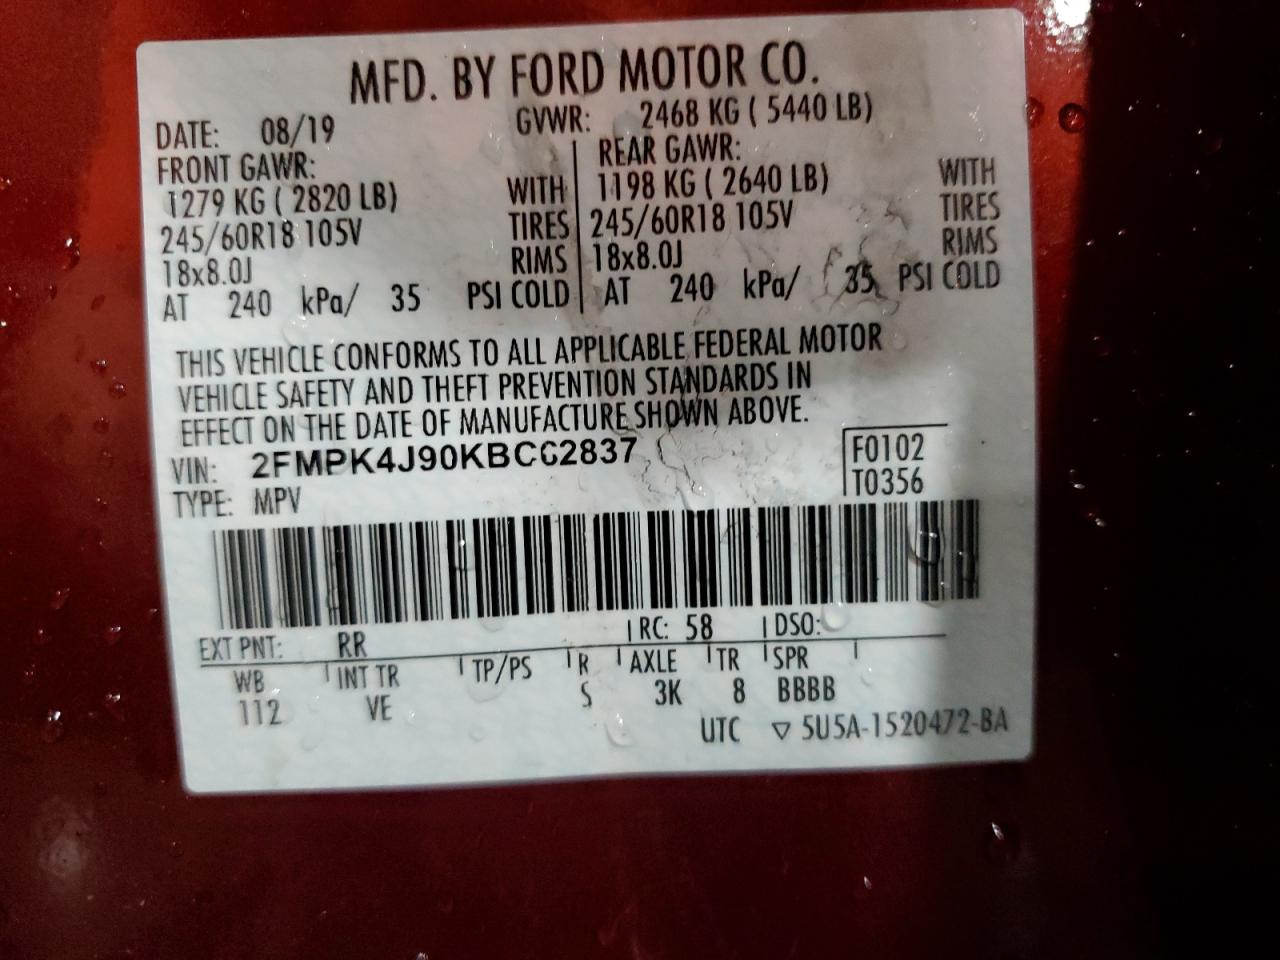 MFD. BY FORD MOTOR CO.
DATE: 08/19 GVWR: 2468 KG ( 5440 LB)
FRONT GAWR: REAR GAWR:
1279 KG ( 2820 LB) WITH 1198 KG ( 2640 LB) WITH
245/60R18 105V TIRES 245/60R18 105V TIRES
18x8.0J RIMS 18x8.0J RIMS
AT 240 kPa/ 35 PSI COLD AT 240 kPa/ 35 PSI COLD
THIS VEHICLE CONFORMS TO ALL APPLICABLE FEDERAL MOTOR
VEHICLE SAFETY AND THEFT PREVENTION STANDARDS IN
EFFECT ON THE DATE OF MANUFACTURE SHOWN ABOVE.
VIN: 2FMPK4J90KBC62837 F0102
TYPE: MPV T0356
EXT PNT: RR RC: 58 DSO:
WB INT TR TP/PS R AXLE TR SPR
112 VE S 3K 8 BBBB
UTC ▽ 5U5A-1520472-BA